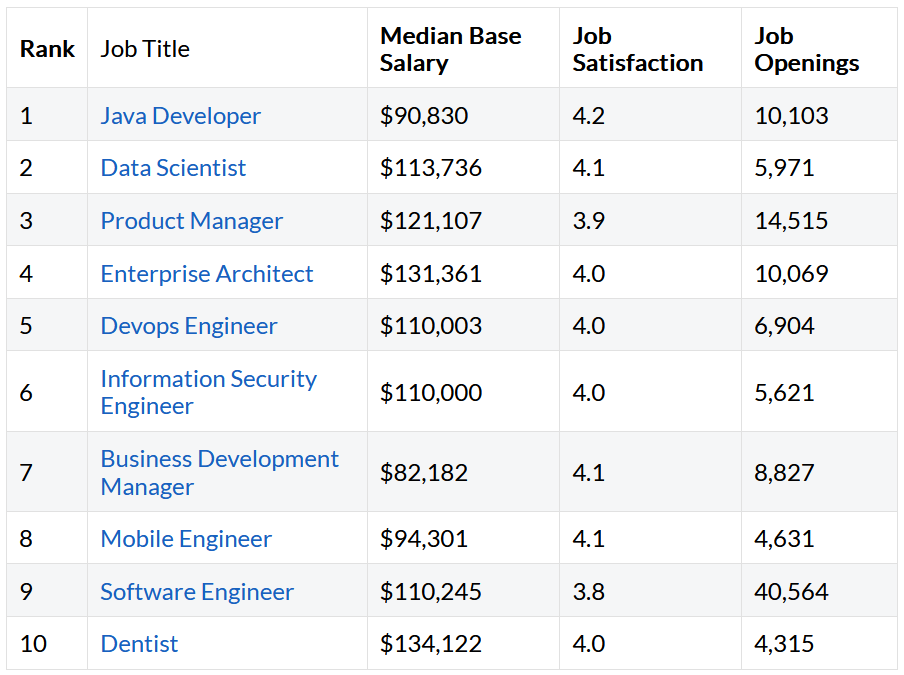 Rank Job Title Median Base Salary Job Satisfaction Job Openings
1 Java Developer $90,830 4.2 10,103
2 Data Scientist $113,736 4.1 5,971
3 Product Manager $121,107 3.9 14,515
4 Enterprise Architect $131,361 4.0 10,069
5 Devops Engineer $110,003 4.0 6,904
6 Information Security Engineer $110,000 4.0 5,621
7 Business Development Manager $82,182 4.1 8,827
8 Mobile Engineer $94,301 4.1 4,631
9 Software Engineer $110,245 3.8 40,564
10 Dentist $134,122 4.0 4,315